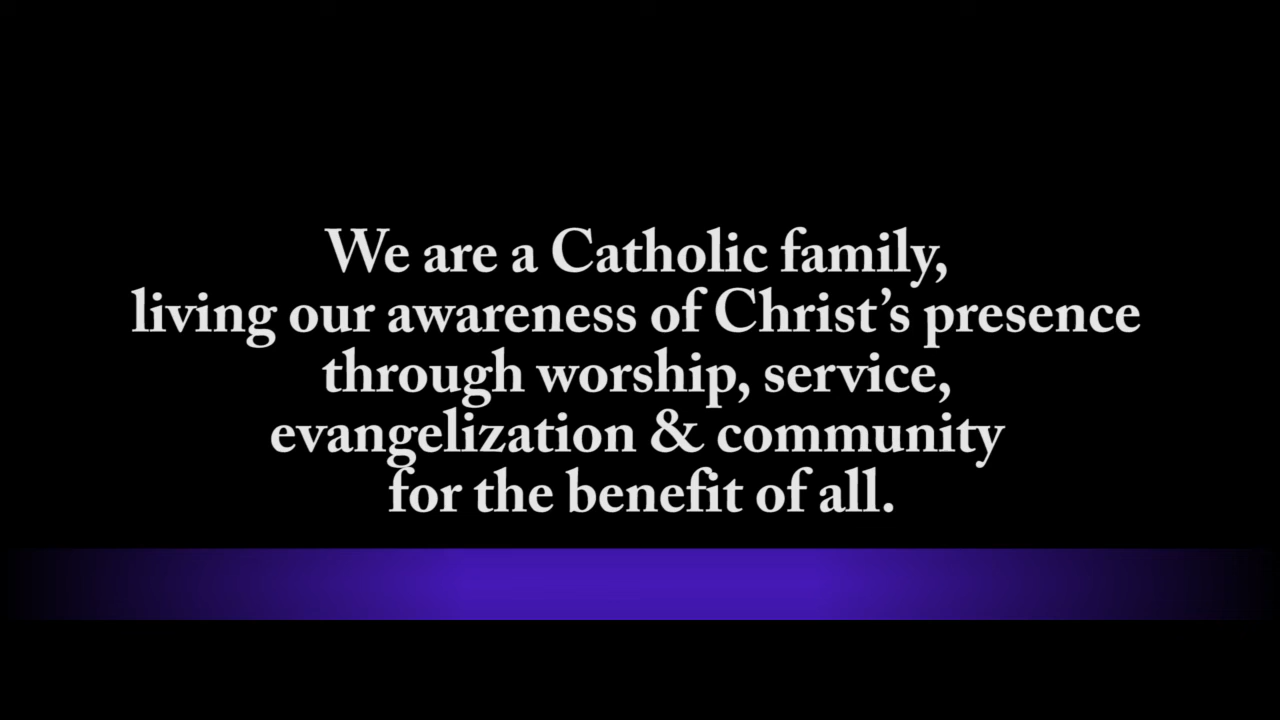 We are a Catholic family,
living our awareness of Christ’s presence
through worship, service,
evangelization & community
for the benefit of all.